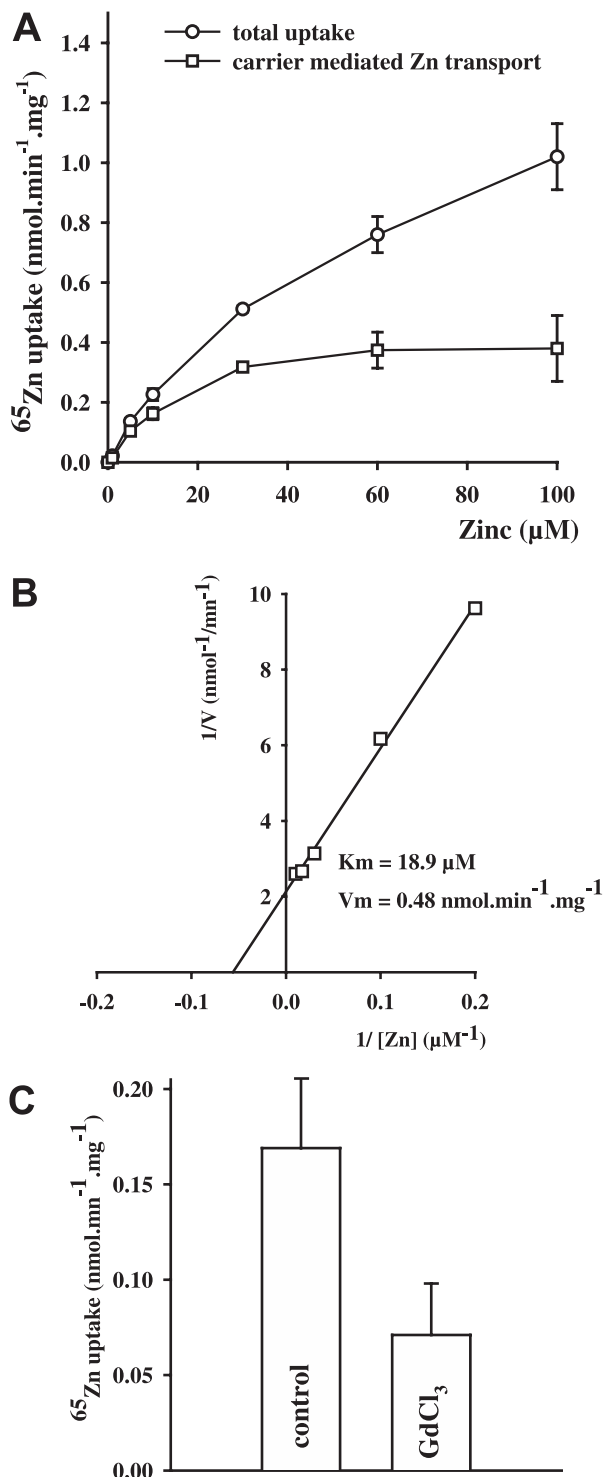 A
total uptake
carrier mediated Zn transport
⁶⁵Zn uptake (nmol.min⁻¹.mg⁻¹)
1.4
1.2
1.0
0.8
0.6
0.4
0.2
0.0
0 20 40 60 80 100
Zinc (µM)
B
1/V (nmol⁻¹/mn⁻¹)
10
8
6
4
2
Km = 18.9 µM
Vm = 0.48 nmol.min⁻¹.mg⁻¹
-0.2 -0.1 0.0 0.1 0.2
1/ [Zn] (µM⁻¹)
C
⁶⁵Zn uptake (nmol.mn⁻¹.mg⁻¹)
0.20
0.15
0.10
0.05
0.00
control
GdCl₃